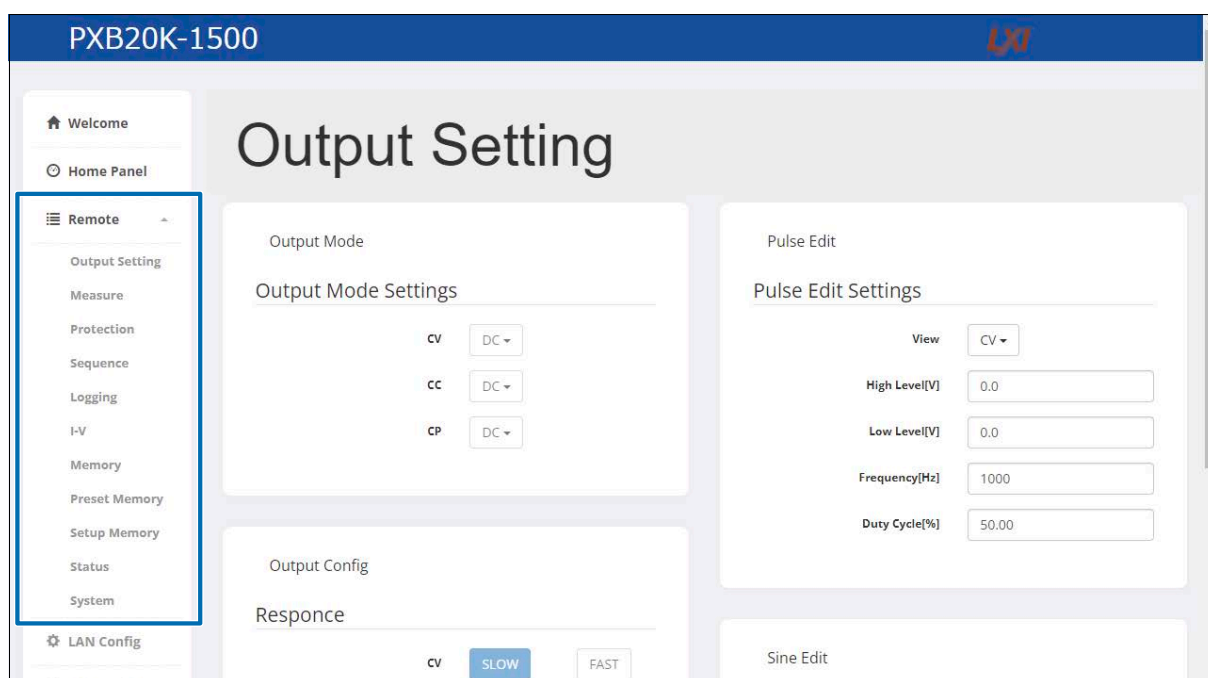 PXB20K-1500
LXI
Welcome
Home Panel
Remote
Output Setting
Measure
Protection
Sequence
Logging
I-V
Memory
Preset Memory
Setup Memory
Status
System
LAN Config
Output Setting
Output Mode
Output Mode Settings
CV DC
CC DC
CP DC
Output Config
Responce
CV SLOW FAST
Pulse Edit
Pulse Edit Settings
View CV
High Level[V] 0.0
Low Level[V] 0.0
Frequency[Hz] 1000
Duty Cycle[%] 50.00
Sine Edit